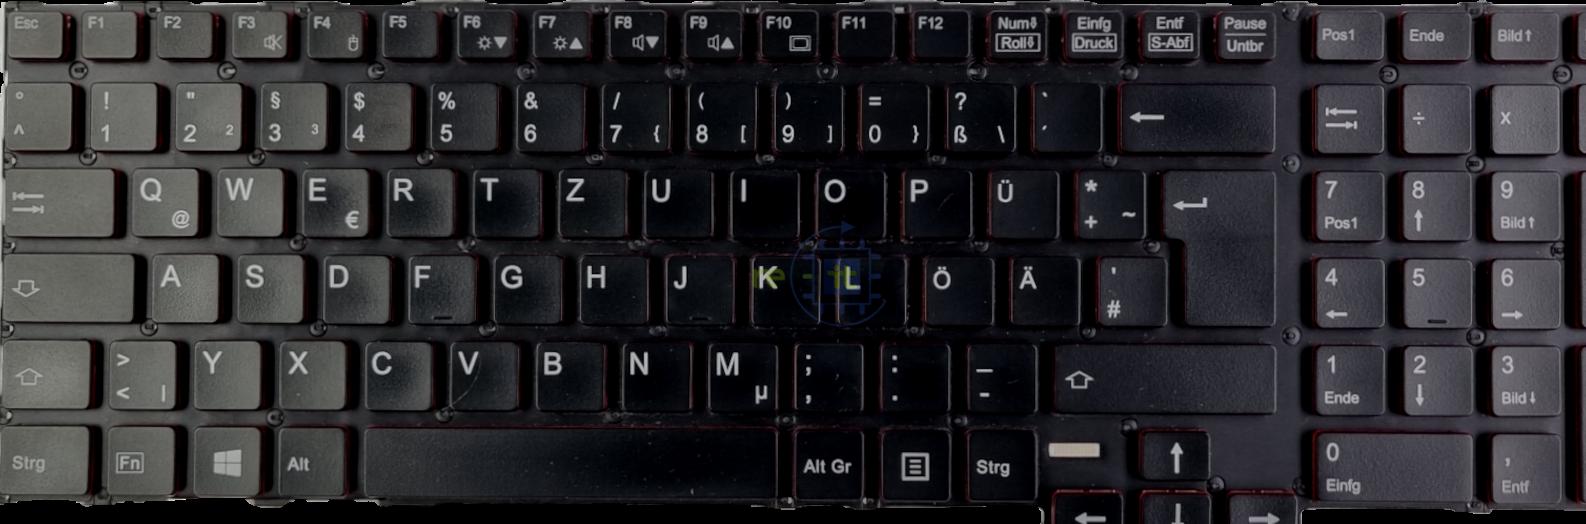 Esc F1 F2 F3 F4 F5 F6 F7 F8 F9 F10 F11 F12 Num⇩ Einfg Entf Pause Pos1 Ende Bild↑
Roll⇩ Druck S-Abf Untbr
° ! " § $ % & / ( ) = ? ` ← ÷ x
^ 1 2 ² 3 ³ 4 5 6 7 { 8 [ 9 ] 0 } ß \ ´
Q W E R T Z U I O P Ü * 7 8 9
@ € + ~ Pos1 ↑ Bild↑
A S D F G H J K L Ö Ä ' 4 5 6
# ← →
> Y X C V B N M ; : _ 1 2 3
< | µ , . - Ende ↓ Bild↓
Strg Fn Alt Alt Gr Strg ↑ 0 ,
Einfg Entf
← ↓ →